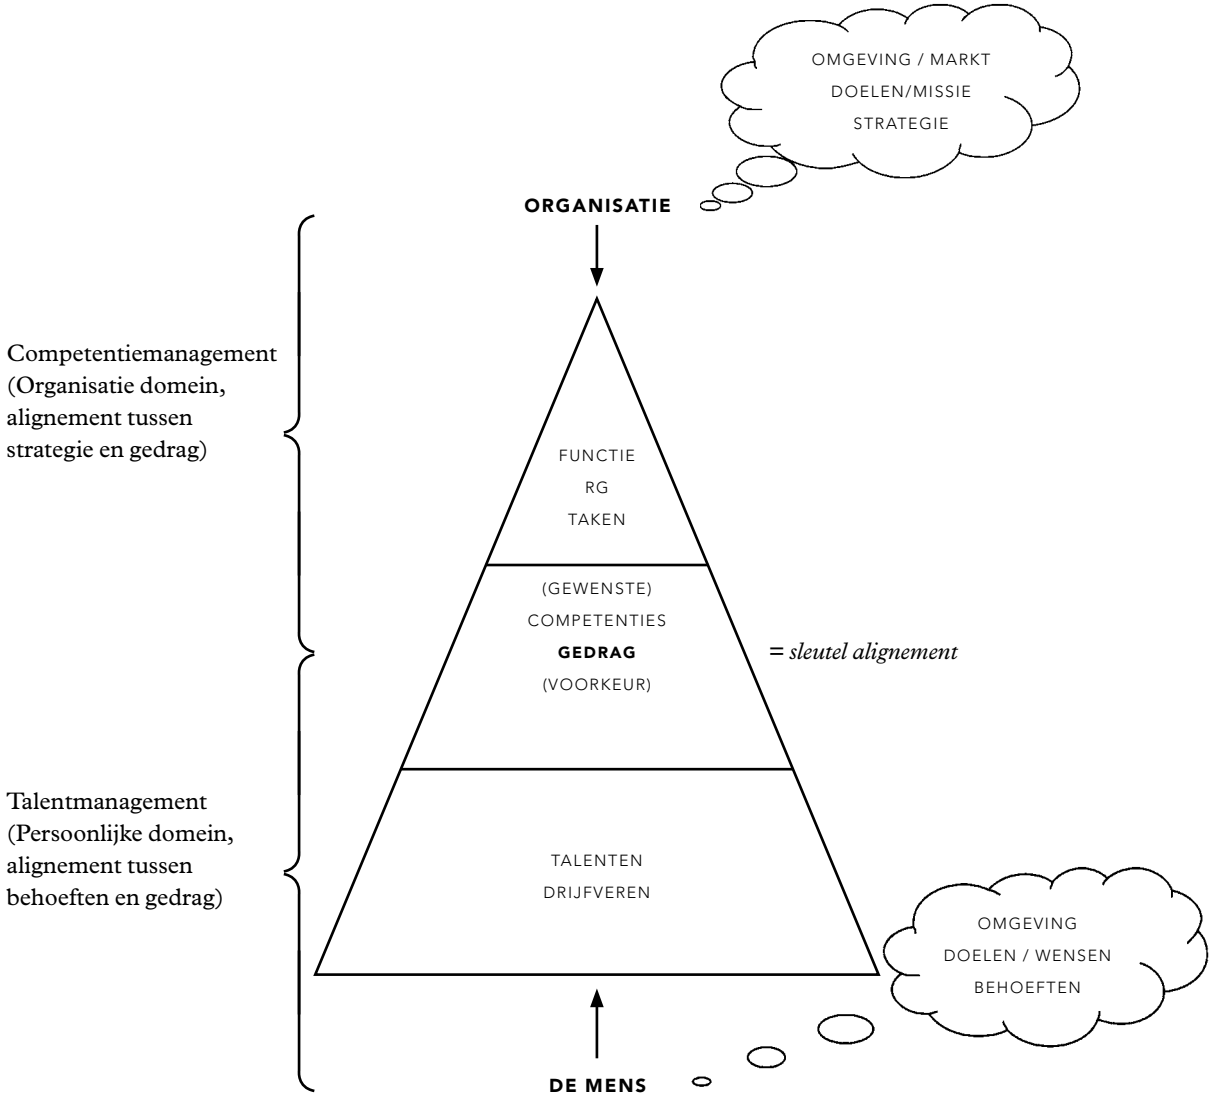 OMGEVING / MARKT
DOELEN/MISSIE
STRATEGIE
ORGANISATIE
Competentiemanagement
(Organisatie domein,
alignement tussen
strategie en gedrag)
FUNCTIE
RG
TAKEN
(GEWENSTE)
COMPETENTIES
GEDRAG
(VOORKEUR)
= sleutel alignement
Talentmanagement
(Persoonlijke domein,
alignement tussen
behoeften en gedrag)
TALENTEN
DRIJFVEREN
OMGEVING
DOELEN / WENSEN
BEHOEFTEN
DE MENS